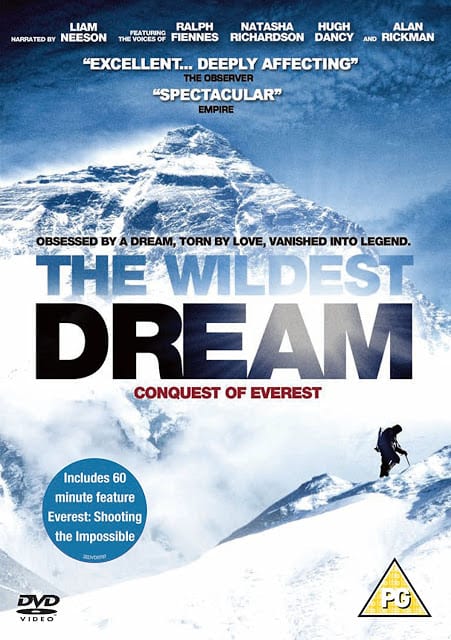 NARRATED BY LIAM NEESON FEATURING THE VOICES OF RALPH FIENNES NATASHA RICHARDSON HUGH DANCY AND ALAN RICKMAN
“EXCELLENT... DEEPLY AFFECTING”
THE OBSERVER
“SPECTACULAR”
EMPIRE
OBSESSED BY A DREAM, TORN BY LOVE, VANISHED INTO LEGEND.
THE WILDEST
DREAM
CONQUEST OF EVEREST
Includes 60
minute feature
Everest: Shooting
the Impossible
DVD
VIDEO
PG